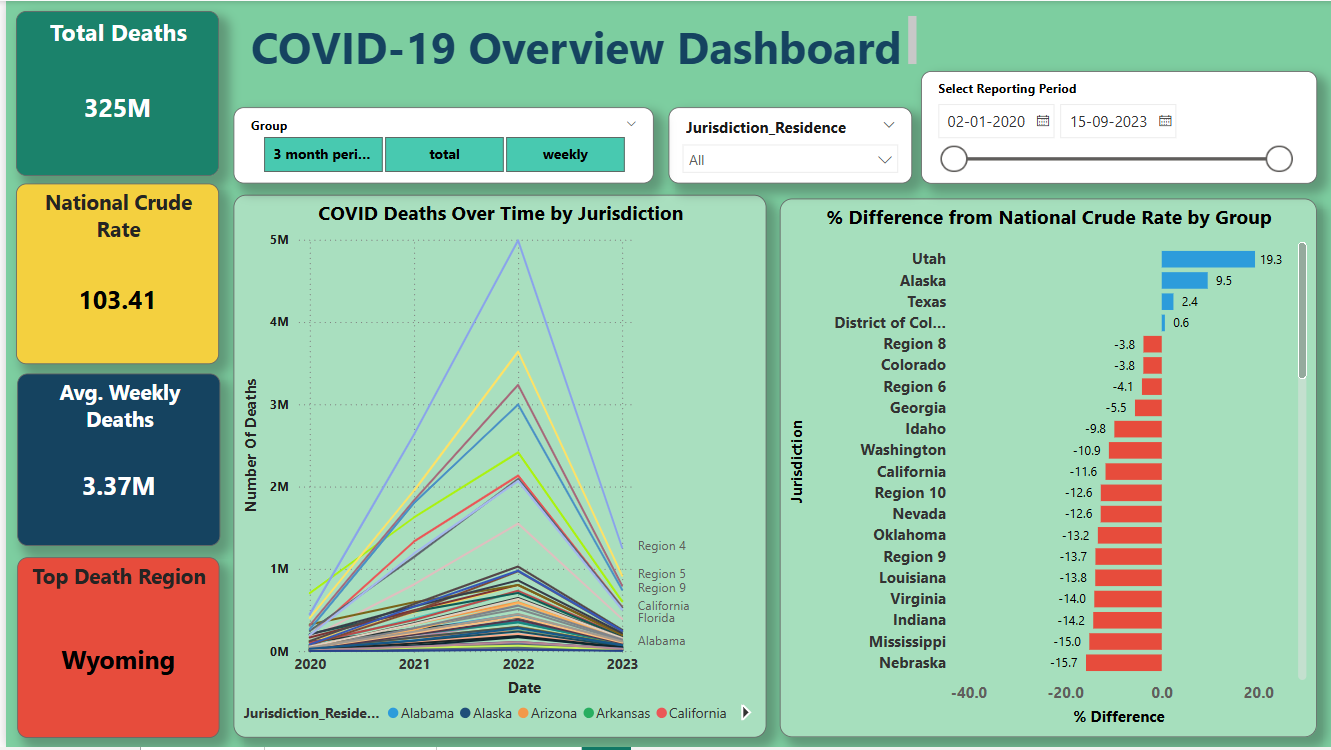 Total Deaths
325M
National Crude
Rate
103.41
Avg. Weekly
Deaths
3.37M
Top Death Region
Wyoming
COVID-19 Overview Dashboard
Group
3 month peri...
total
weekly
Jurisdiction_Residence
All
Select Reporting Period
02-01-2020
15-09-2023
COVID Deaths Over Time by Jurisdiction
Number Of Deaths
5M
4M
3M
2M
1M
0M
Region 4
Region 5
Region 9
California
Florida
Alabama
2020 2021 2022 2023
Date
Jurisdiction_Reside... Alabama Alaska Arizona Arkansas California
% Difference from National Crude Rate by Group
Jurisdiction
Utah 19.3
Alaska 9.5
Texas 2.4
District of Col... 0.6
Region 8 -3.8
Colorado -3.8
Region 6 -4.1
Georgia -5.5
Idaho -9.8
Washington -10.9
California -11.6
Region 10 -12.6
Nevada -12.6
Oklahoma -13.2
Region 9 -13.7
Louisiana -13.8
Virginia -14.0
Indiana -14.2
Mississippi -15.0
Nebraska -15.7
-40.0 -20.0 0.0 20.0
% Difference